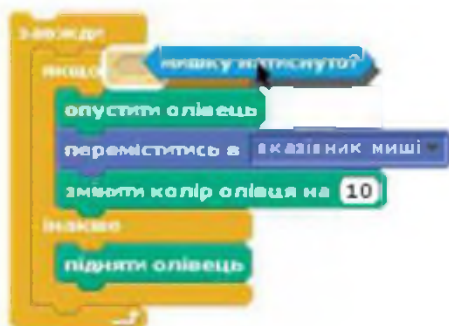 завжди
якщо мишку натиснуто?
опустити олівець
переміститись в вказівник миші
змінити колір олівця на 10
інакше
підняти олівець